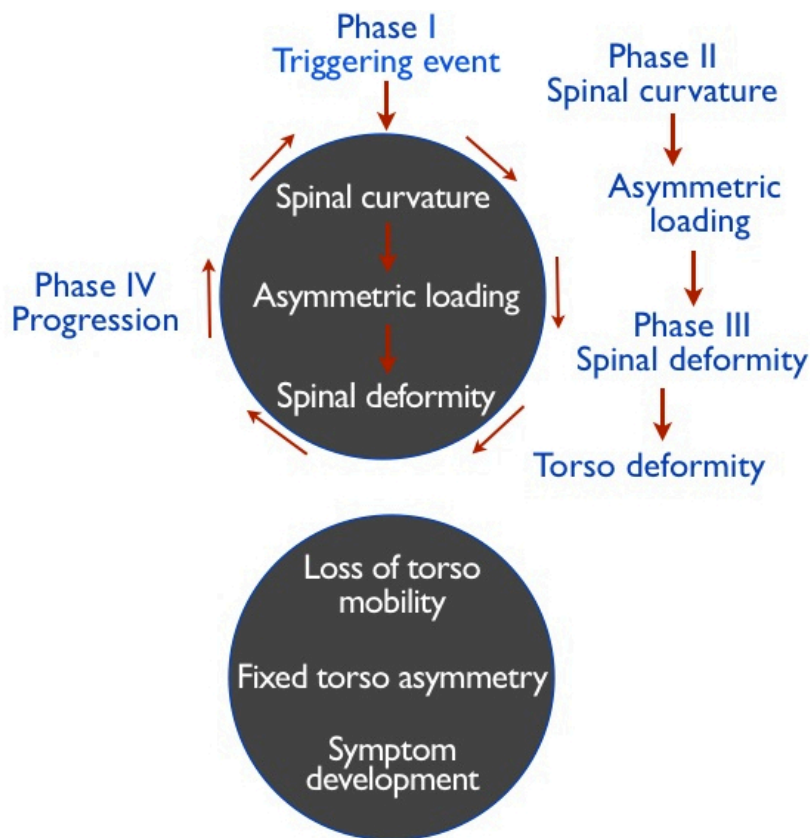 Phase I
Triggering event
Phase II
Spinal curvature
Asymmetric
loading
Phase III
Spinal deformity
Torso deformity
Spinal curvature
Asymmetric loading
Spinal deformity
Phase IV
Progression
Loss of torso
mobility
Fixed torso asymmetry
Symptom
development